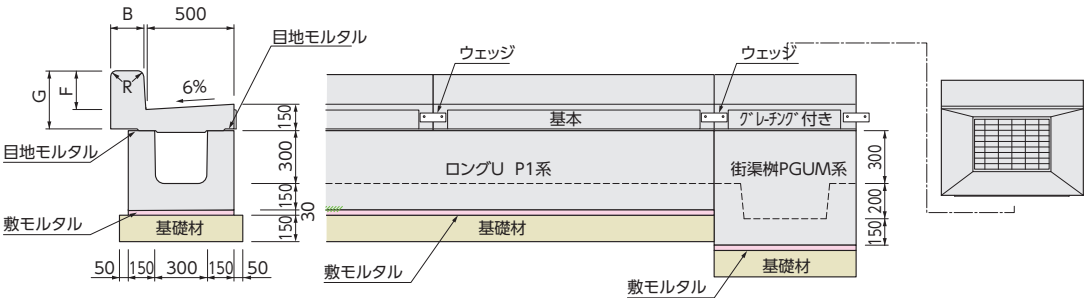 B
500
目地モルタル
G
F
R
6%
目地モルタル
敷モルタル
基礎材
50
150
300
150
50
150
300
150
30
150
ウェッジ
ウェッジ
基本
グレーチング付き
ロングU P1系
街渠桝PGUM系
基礎材
敷モルタル
300
200
150
基礎材
敷モルタル